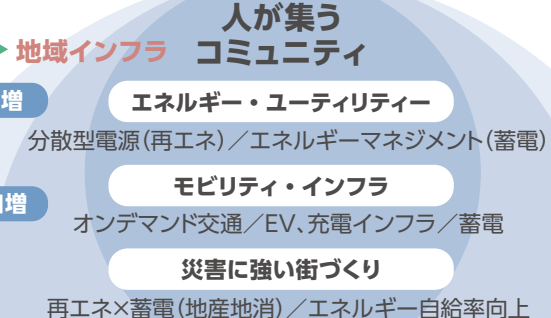 人が集う
コミュニティ
地域インフラ
増
エネルギー・ユーティリティー
分散型電源（再エネ）／エネルギーマネジメント（蓄電）
モビリティ・インフラ
増
オンデマンド交通／EV、充電インフラ／蓄電
災害に強い街づくり
再エネ×蓄電（地産地消）／エネルギー自給率向上